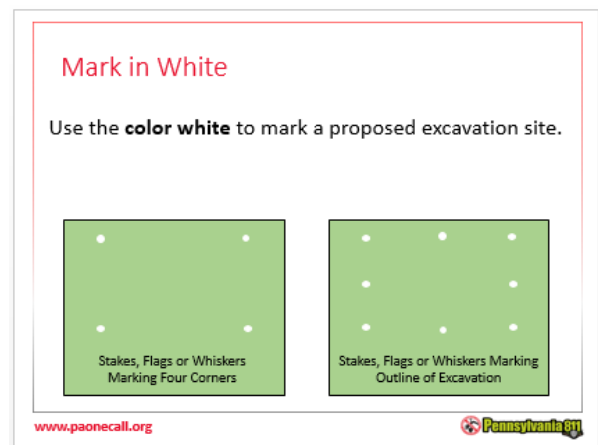 Mark in White
Use the color white to mark a proposed excavation site.
Stakes, Flags or Whiskers
Marking Four Corners
Stakes, Flags or Whiskers Marking
Outline of Excavation
www.paonecall.org
Pennsylvania 811